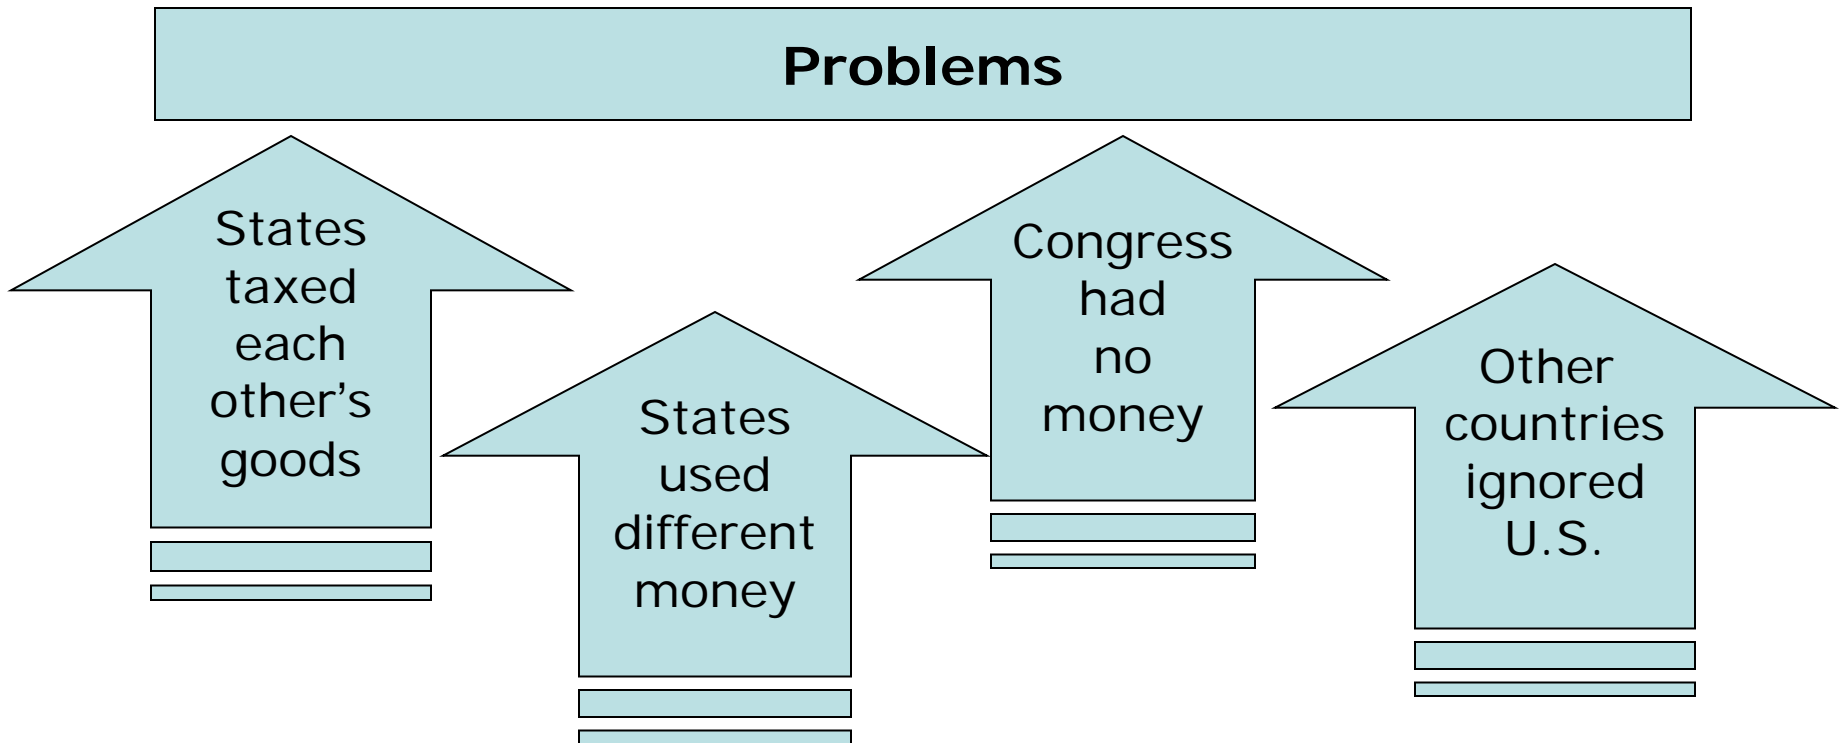 Problems
States
taxed
each
other’s
goods
States
used
different
money
Congress
had
no
money
Other
countries
ignored
U.S.